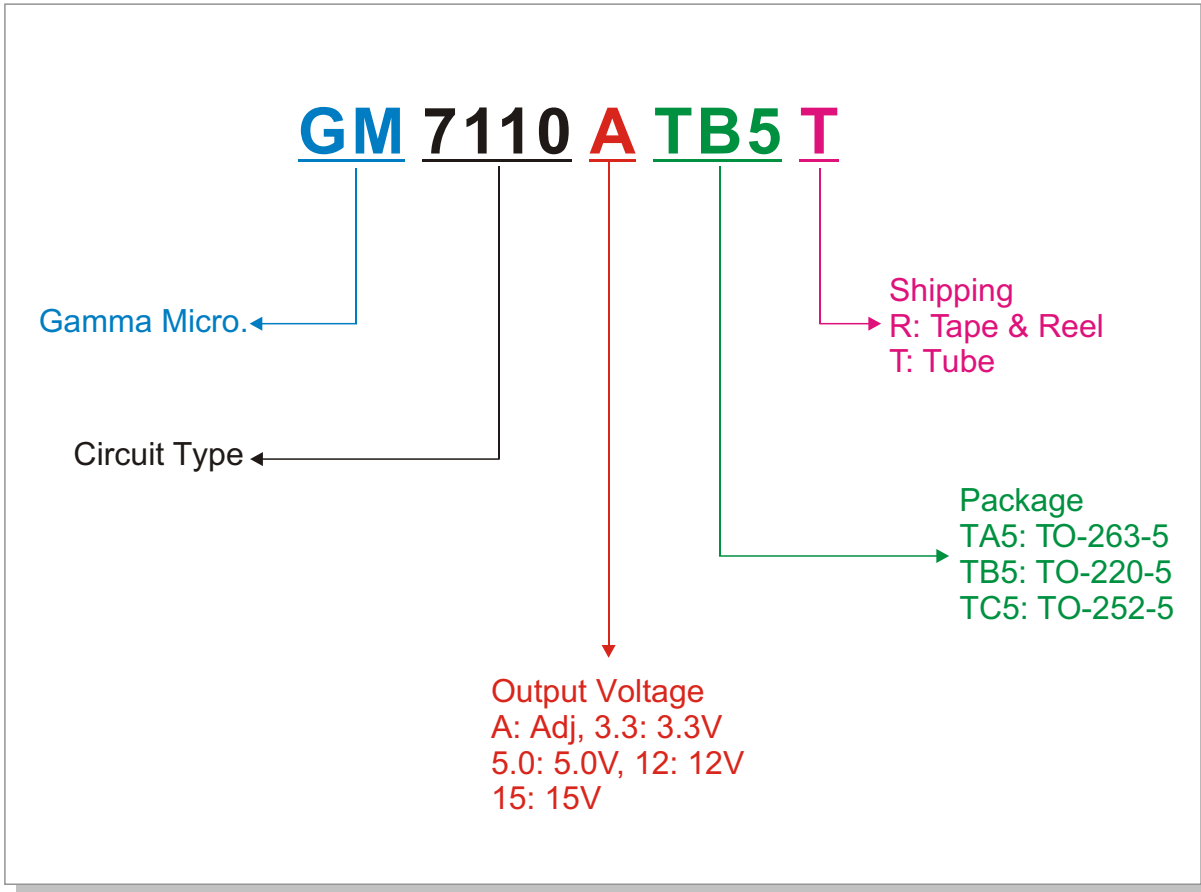 GM 7110 A TB5 T
Gamma Micro.
Circuit Type
Shipping
R: Tape & Reel
T: Tube
Package
TA5: TO-263-5
TB5: TO-220-5
TC5: TO-252-5
Output Voltage
A: Adj, 3.3: 3.3V
5.0: 5.0V, 12: 12V
15: 15V